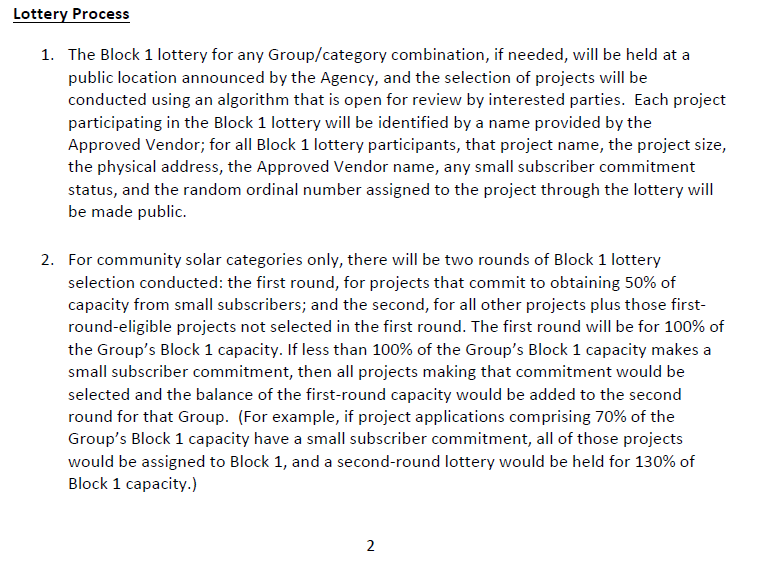 Lottery Process
1. The Block 1 lottery for any Group/category combination, if needed, will be held at a
public location announced by the Agency, and the selection of projects will be
conducted using an algorithm that is open for review by interested parties.  Each project
participating in the Block 1 lottery will be identified by a name provided by the
Approved Vendor; for all Block 1 lottery participants, that project name, the project size,
the physical address, the Approved Vendor name, any small subscriber commitment
status, and the random ordinal number assigned to the project through the lottery will
be made public.
2. For community solar categories only, there will be two rounds of Block 1 lottery
selection conducted: the first round, for projects that commit to obtaining 50% of
capacity from small subscribers; and the second, for all other projects plus those first-
round-eligible projects not selected in the first round. The first round will be for 100% of
the Group’s Block 1 capacity. If less than 100% of the Group’s Block 1 capacity makes a
small subscriber commitment, then all projects making that commitment would be
selected and the balance of the first-round capacity would be added to the second
round for that Group.  (For example, if project applications comprising 70% of the
Group’s Block 1 capacity have a small subscriber commitment, all of those projects
would be assigned to Block 1, and a second-round lottery would be held for 130% of
Block 1 capacity.)
2